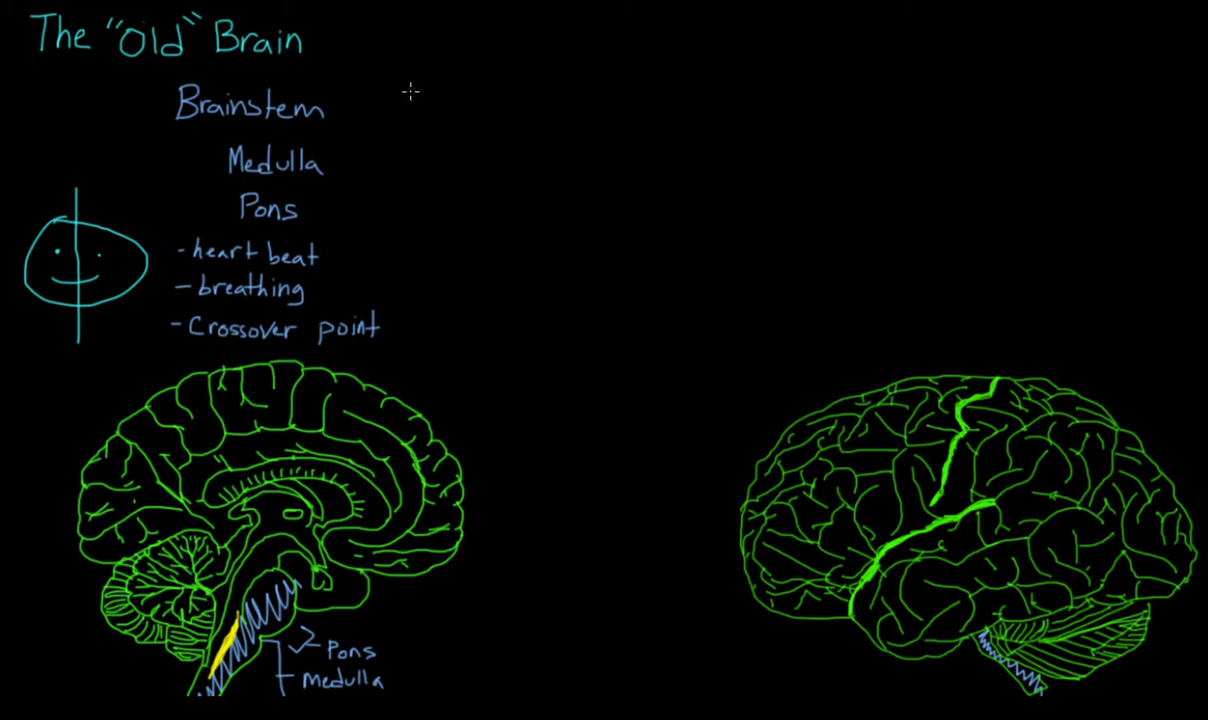 The "Old" Brain
Brainstem
Medulla
Pons
- heart beat
- breathing
- Crossover point
Pons
Medulla